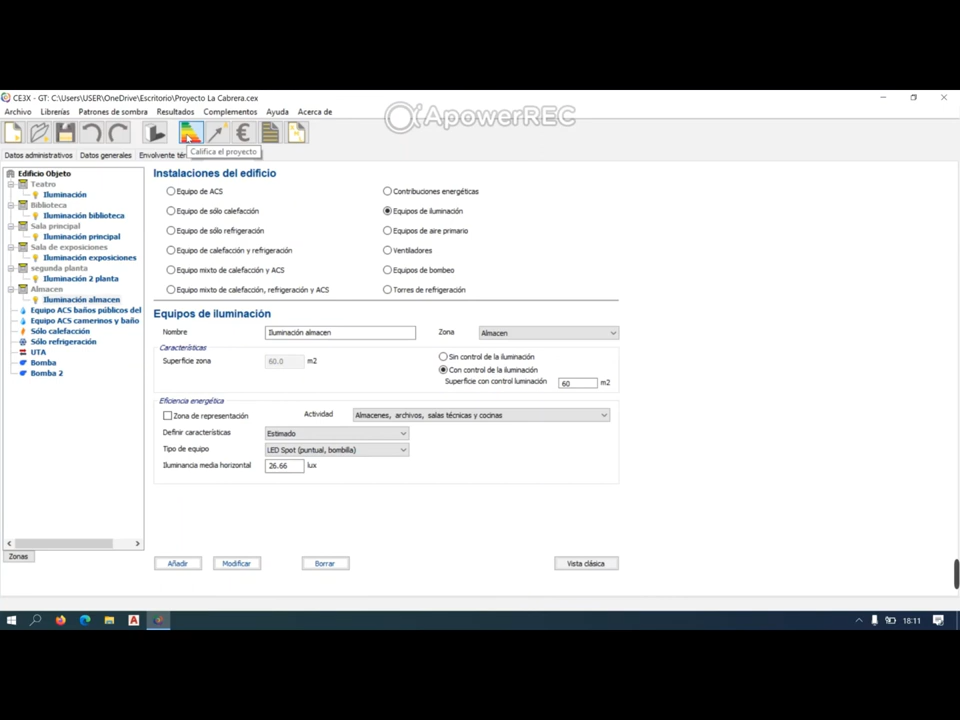 CE3X - GT: C:\Users\USER\OneDrive\Escritorio\Proyecto La Cabrera.cex
ApowerREC
Archivo Librerías Patrones de sombra Resultados Complementos Ayuda Acerca de
Califica el proyecto
Datos administrativos Datos generales Envolvente tér
Edificio Objeto
Teatro
Iluminación
Biblioteca
Iluminación biblioteca
Sala principal
Iluminación principal
Sala de exposiciones
Iluminación exposiciones
segunda planta
Iluminación 2 planta
Almacen
Iluminación almacen
Equipo ACS baños públicos del
Equipo ACS camerinos y baño
Sólo calefacción
Sólo refrigeración
UTA
Bomba
Bomba 2
Zonas
Instalaciones del edificio
Equipo de ACS
Contribuciones energéticas
Equipo de sólo calefacción
Equipos de iluminación
Equipo de sólo refrigeración
Equipos de aire primario
Equipo de calefacción y refrigeración
Ventiladores
Equipo mixto de calefacción y ACS
Equipos de bombeo
Equipo mixto de calefacción, refrigeración y ACS
Torres de refrigeración
Equipos de iluminación
Nombre Iluminación almacen Zona Almacen
Características
Superficie zona 60.0 m2
Sin control de la iluminación
Con control de la iluminación
Superficie con control iluminación 60 m2
Eficiencia energética
Zona de representación Actividad Almacenes, archivos, salas técnicas y cocinas
Definir características Estimado
Tipo de equipo LED Spot (puntual, bombilla)
Iluminancia media horizontal 26.66 lux
Añadir Modificar Borrar Vista clásica
18:11